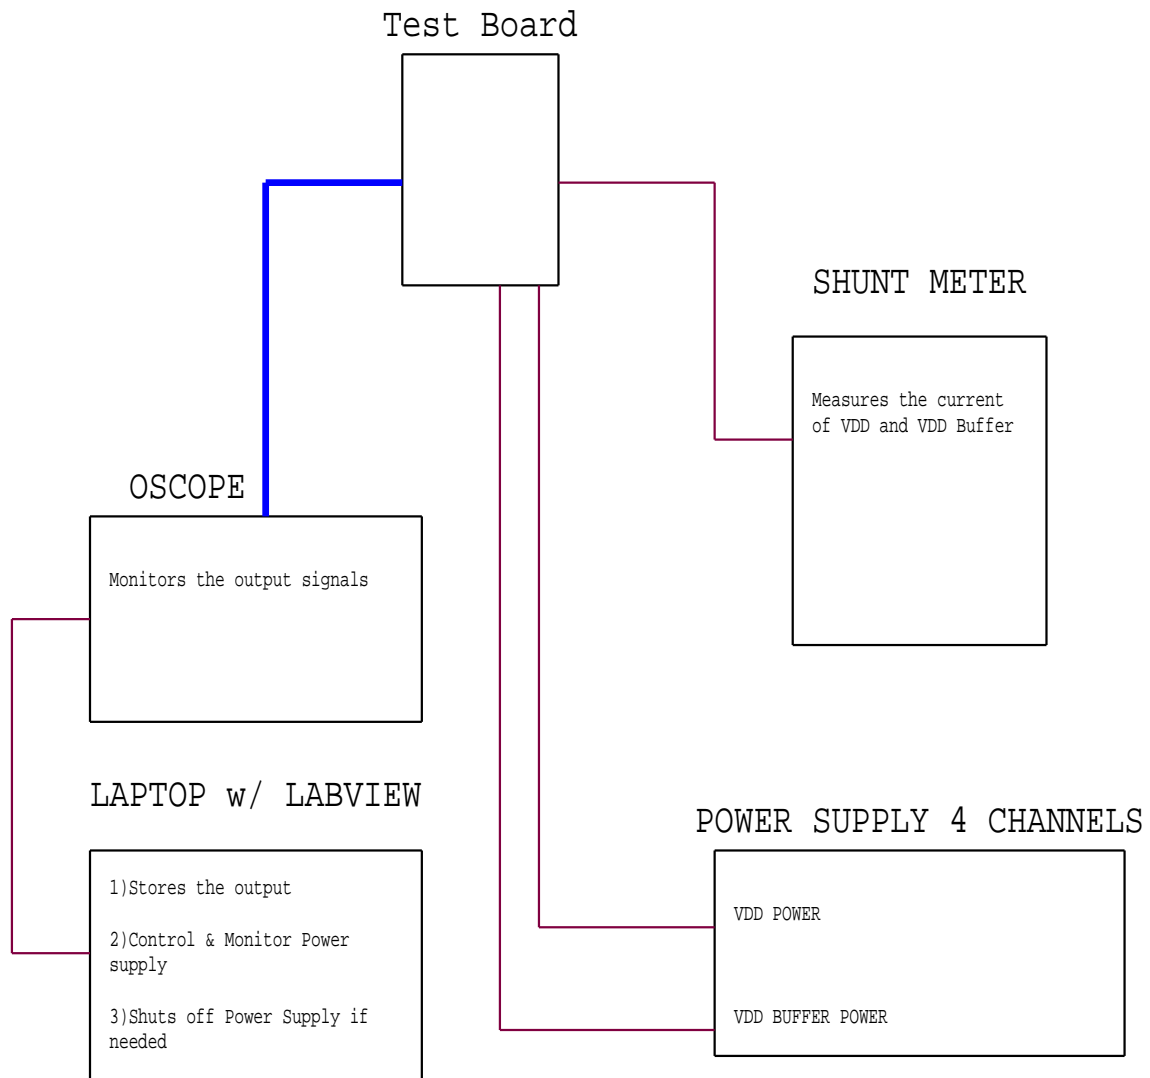 Test Board
SHUNT METER
Measures the current
of VDD and VDD Buffer
OSCOPE
Monitors the output signals
LAPTOP w/ LABVIEW
1)Stores the output
2)Control & Monitor Power
supply
3)Shuts off Power Supply if
needed
POWER SUPPLY 4 CHANNELS
VDD POWER
VDD BUFFER POWER